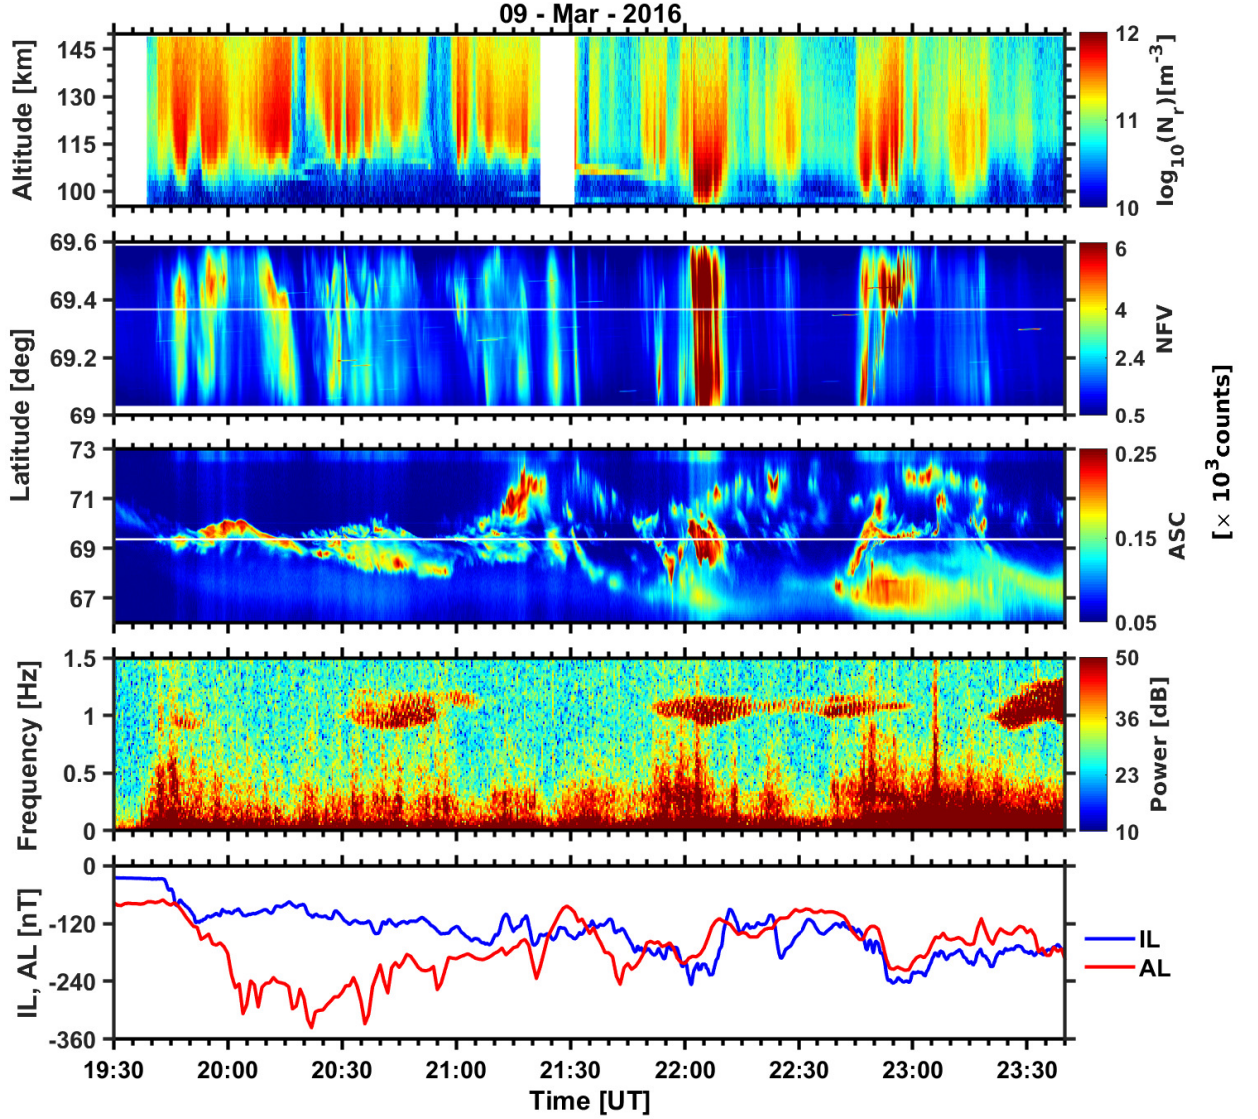 09 - Mar - 2016
Altitude [km]
145
130
115
100
12
11
10
log10(Nr)[m-3]
Latitude [deg]
69.6
69.4
69.2
69
6
4
2.4
0.5
NFV
73
71
69
67
0.25
0.15
0.05
ASC
[× 10^3 counts]
Frequency [Hz]
1.5
1
0.5
0
50
36
23
10
Power [dB]
IL, AL [nT]
0
-120
-240
-360
IL
AL
19:30 20:00 20:30 21:00 21:30 22:00 22:30 23:00 23:30
Time [UT]